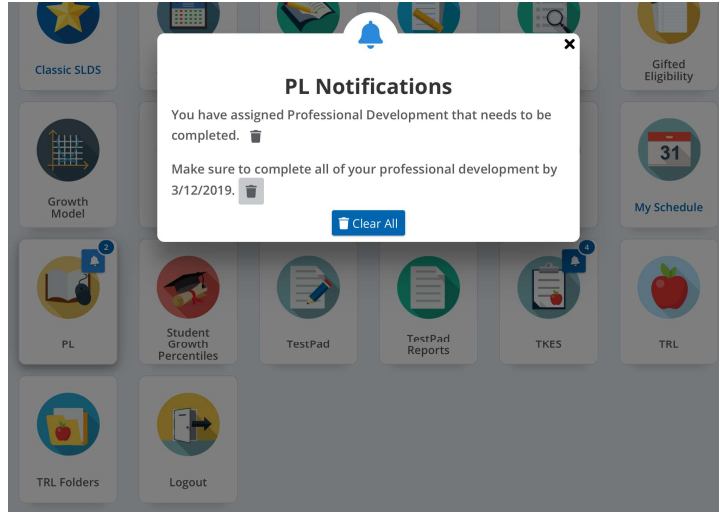 PL Notifications
You have assigned Professional Development that needs to be
completed.
Make sure to complete all of your professional development by
3/12/2019.
Clear All
Classic SLDS
Gifted
Eligibility
Growth
Model
31
My Schedule
2
PL
Student
Growth
Percentiles
TestPad
TestPad
Reports
4
TKES
TRL
TRL Folders
Logout